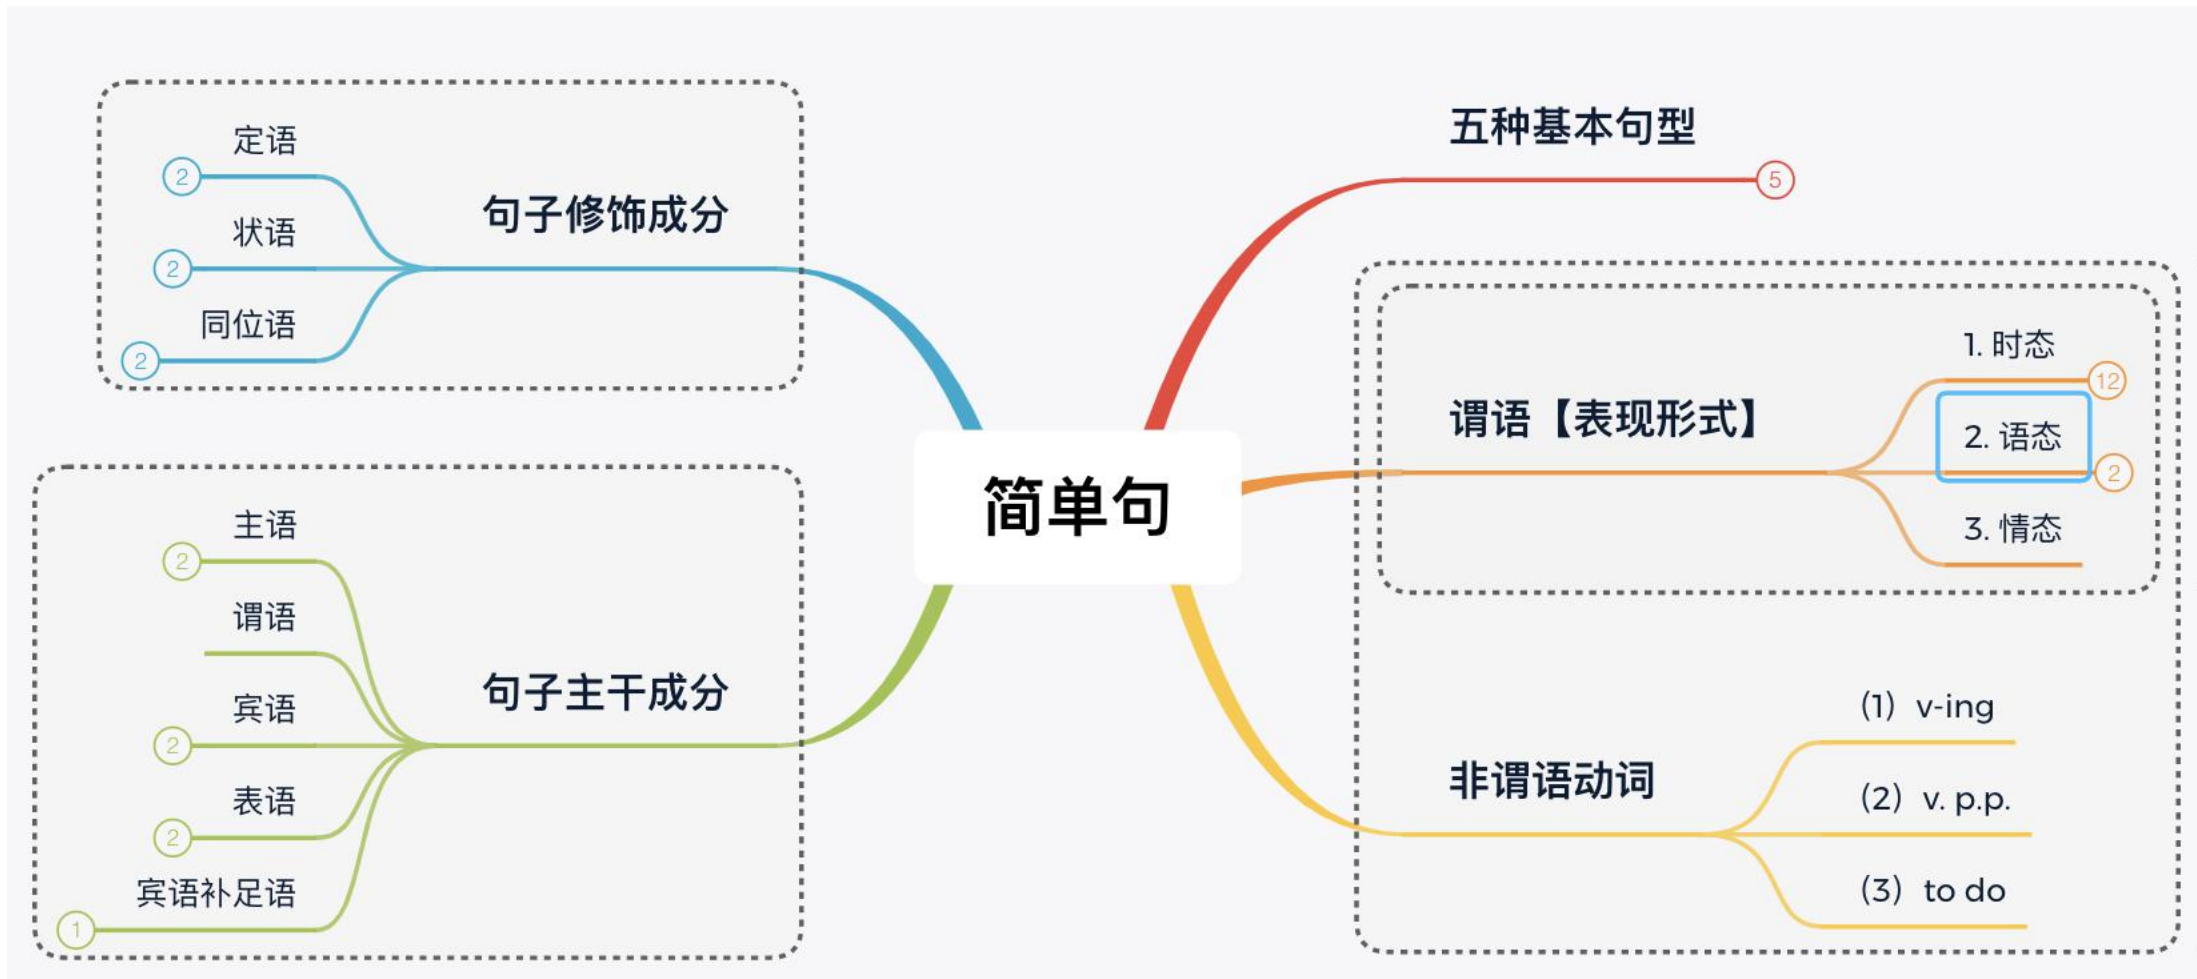 简单句
五种基本句型
5
谓语【表现形式】
1. 时态
12
2. 语态
2
3. 情态
非谓语动词
（1）v-ing
（2）v. p.p.
（3）to do
句子修饰成分
定语
2
状语
2
同位语
2
句子主干成分
主语
2
谓语
宾语
2
表语
2
宾语补足语
1